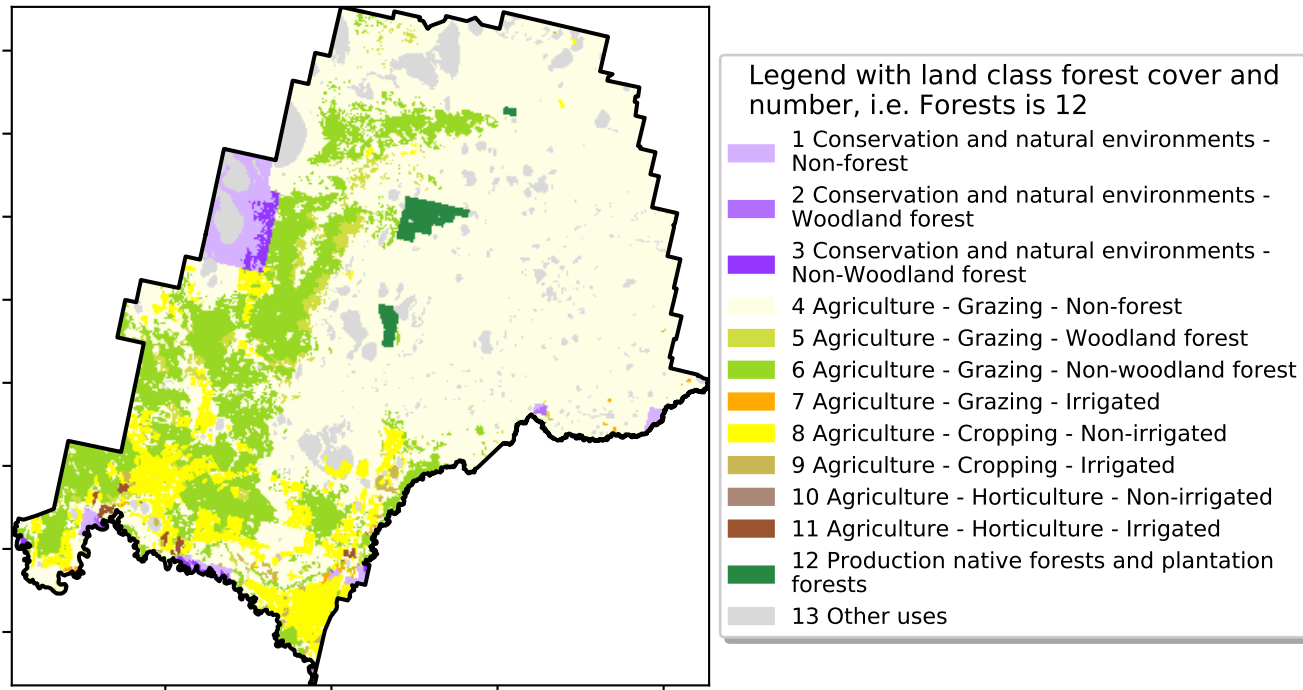 Legend with land class forest cover and
number, i.e. Forests is 12
1 Conservation and natural environments -
Non-forest
2 Conservation and natural environments -
Woodland forest
3 Conservation and natural environments -
Non-Woodland forest
4 Agriculture - Grazing - Non-forest
5 Agriculture - Grazing - Woodland forest
6 Agriculture - Grazing - Non-woodland forest
7 Agriculture - Grazing - Irrigated
8 Agriculture - Cropping - Non-irrigated
9 Agriculture - Cropping - Irrigated
10 Agriculture - Horticulture - Non-irrigated
11 Agriculture - Horticulture - Irrigated
12 Production native forests and plantation
forests
13 Other uses